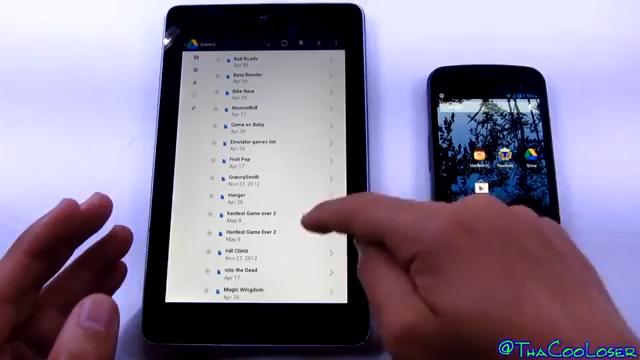 Games
Rail Roads
Apr 26
Bass Booster
Apr 26
Bike Race
Apr 26
BounceBall
Apr 17
Come on Baby
Apr 26
Emulator games list
Apr 26
Fruit Pop
Apr 17
GrannySmith
Nov 27, 2012
Hanger
Apr 26
Hardest Game ever 2
May 9
Hardest Game Ever 2
May 9
Hill Climb
Nov 27, 2012
Into the Dead
Apr 17
Magic Wingdom
Apr 26
Drive
@ThaCooLoser